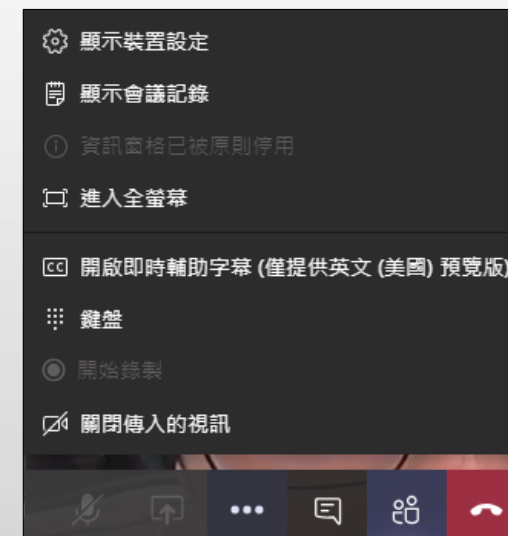 顯示裝置設定
顯示會議記錄
資訊窗格已被原則停用
進入全螢幕
CC 開啟即時輔助字幕 (僅提供英文 (美國) 預覽版)
鍵盤
開始錄製
關閉傳入的視訊